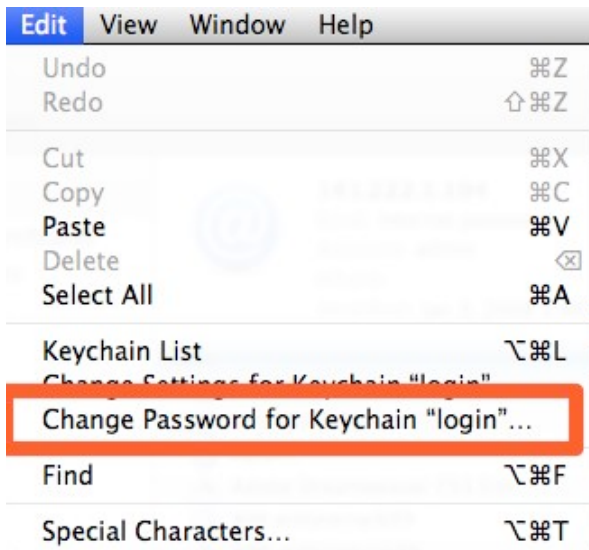 Edit View Window Help
Undo ⌘Z
Redo ⇧⌘Z
Cut ⌘X
Copy ⌘C
Paste ⌘V
Delete ⌫
Select All ⌘A
Keychain List ⌥⌘L
Change Settings for Keychain “login”
Change Password for Keychain “login”...
Find ⌥⌘F
Special Characters... ⌥⌘T